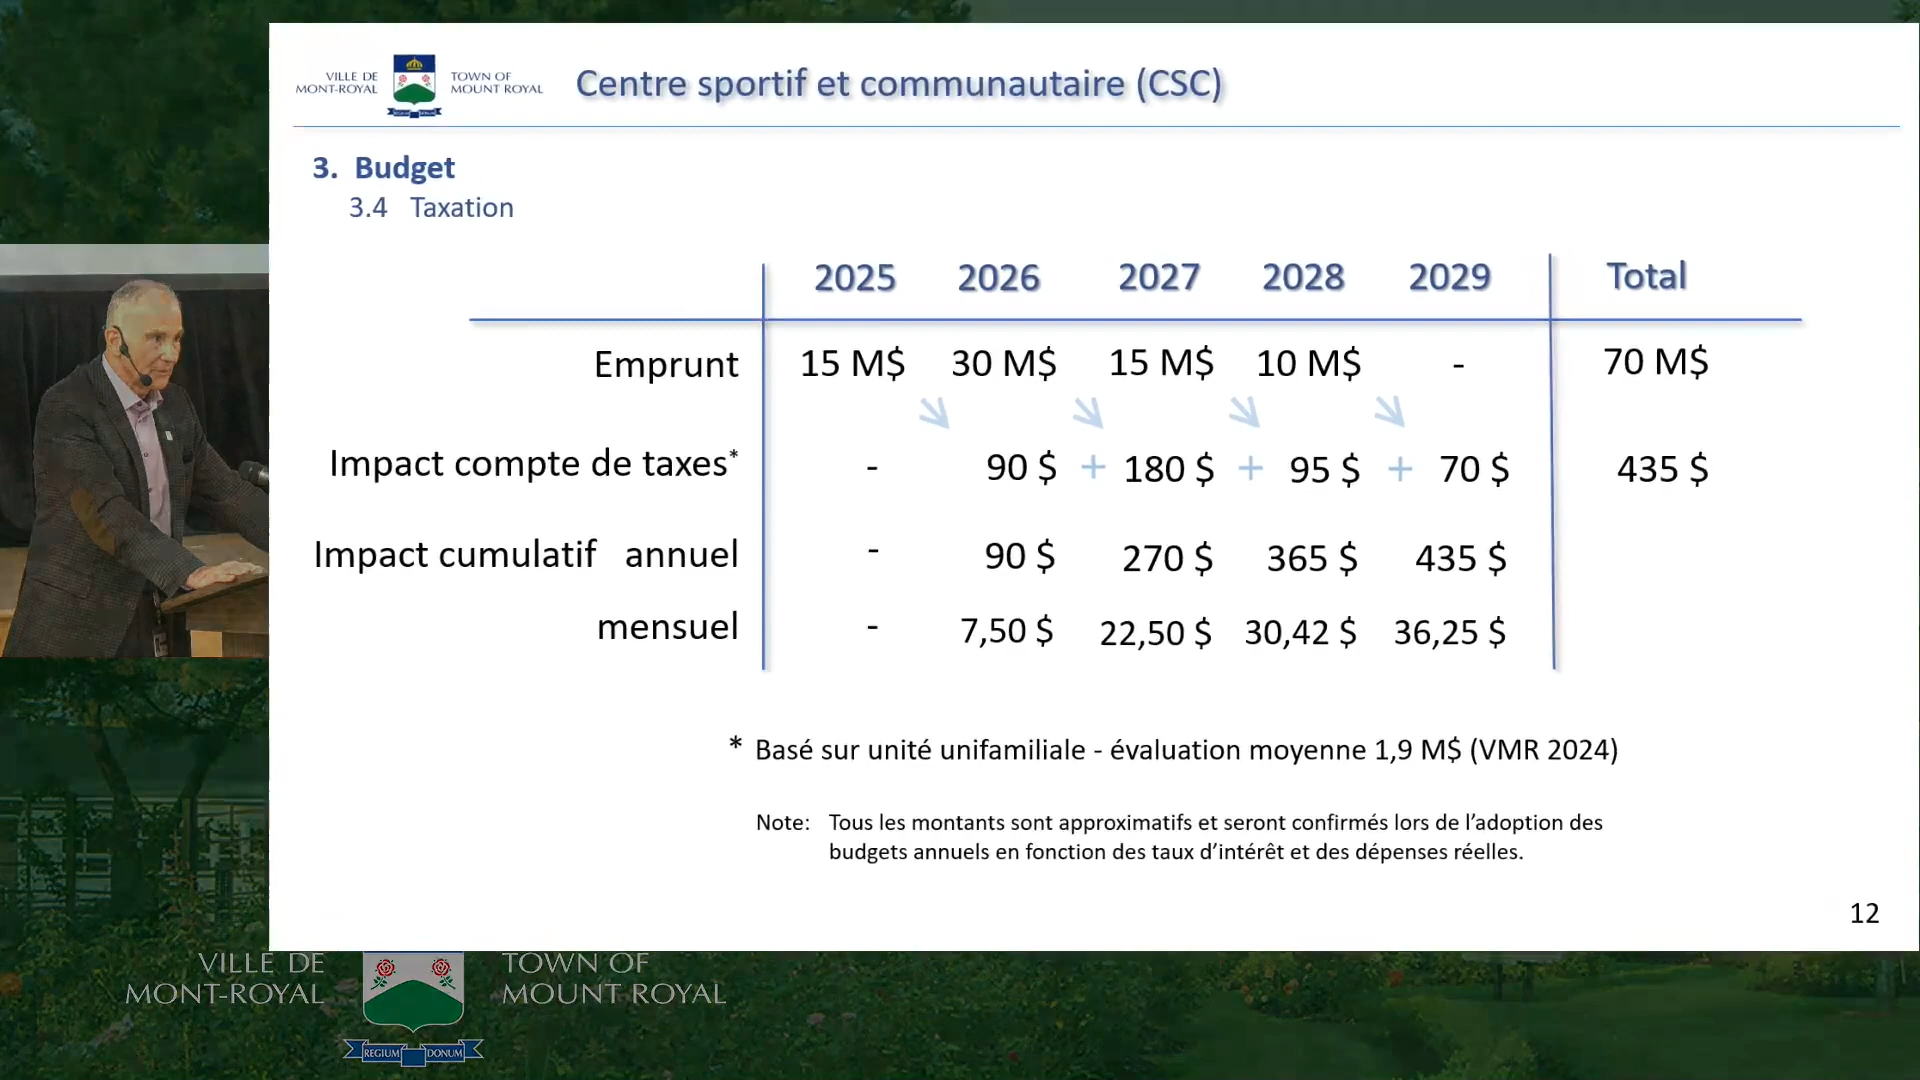 VILLE DE
MONT-ROYAL
TOWN OF
MOUNT ROYAL
Centre sportif et communautaire (CSC)
3. Budget
3.4 Taxation
2025 2026 2027 2028 2029 Total
Emprunt 15 M$ 30 M$ 15 M$ 10 M$ - 70 M$
Impact compte de taxes* - 90 $ + 180 $ + 95 $ + 70 $ 435 $
Impact cumulatif annuel - 90 $ 270 $ 365 $ 435 $
mensuel - 7,50 $ 22,50 $ 30,42 $ 36,25 $
* Basé sur unité unifamiliale - évaluation moyenne 1,9 M$ (VMR 2024)
Note: Tous les montants sont approximatifs et seront confirmés lors de l’adoption des
budgets annuels en fonction des taux d’intérêt et des dépenses réelles.
12
VILLE DE
MONT-ROYAL
TOWN OF
MOUNT ROYAL
REGIUM DONUM